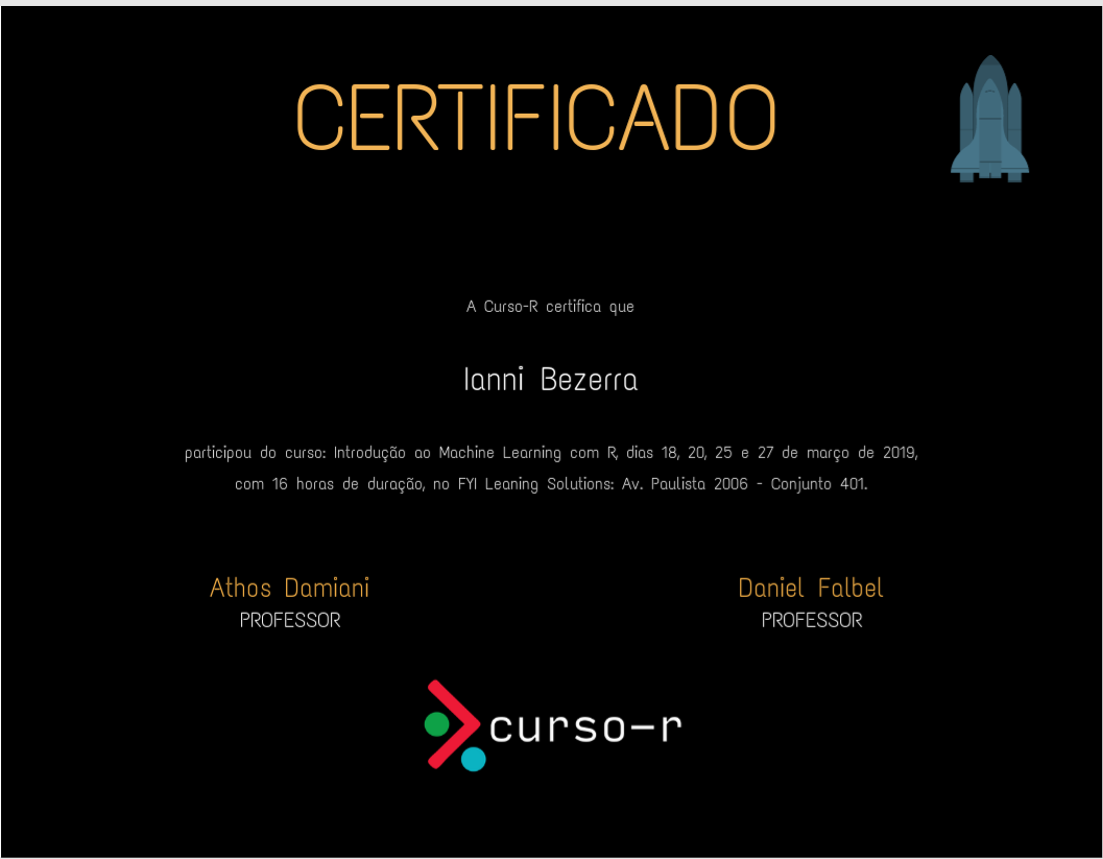 CERTIFICADO
A Curso-R certifica que
Ianni Bezerra
participou do curso: Introdução ao Machine Learning com R, dias 18, 20, 25 e 27 de março de 2019,
com 16 horas de duração, no FYI Leaning Solutions: Av. Paulista 2006 - Conjunto 401.
Athos Damiani
PROFESSOR
Daniel Falbel
PROFESSOR
curso-r